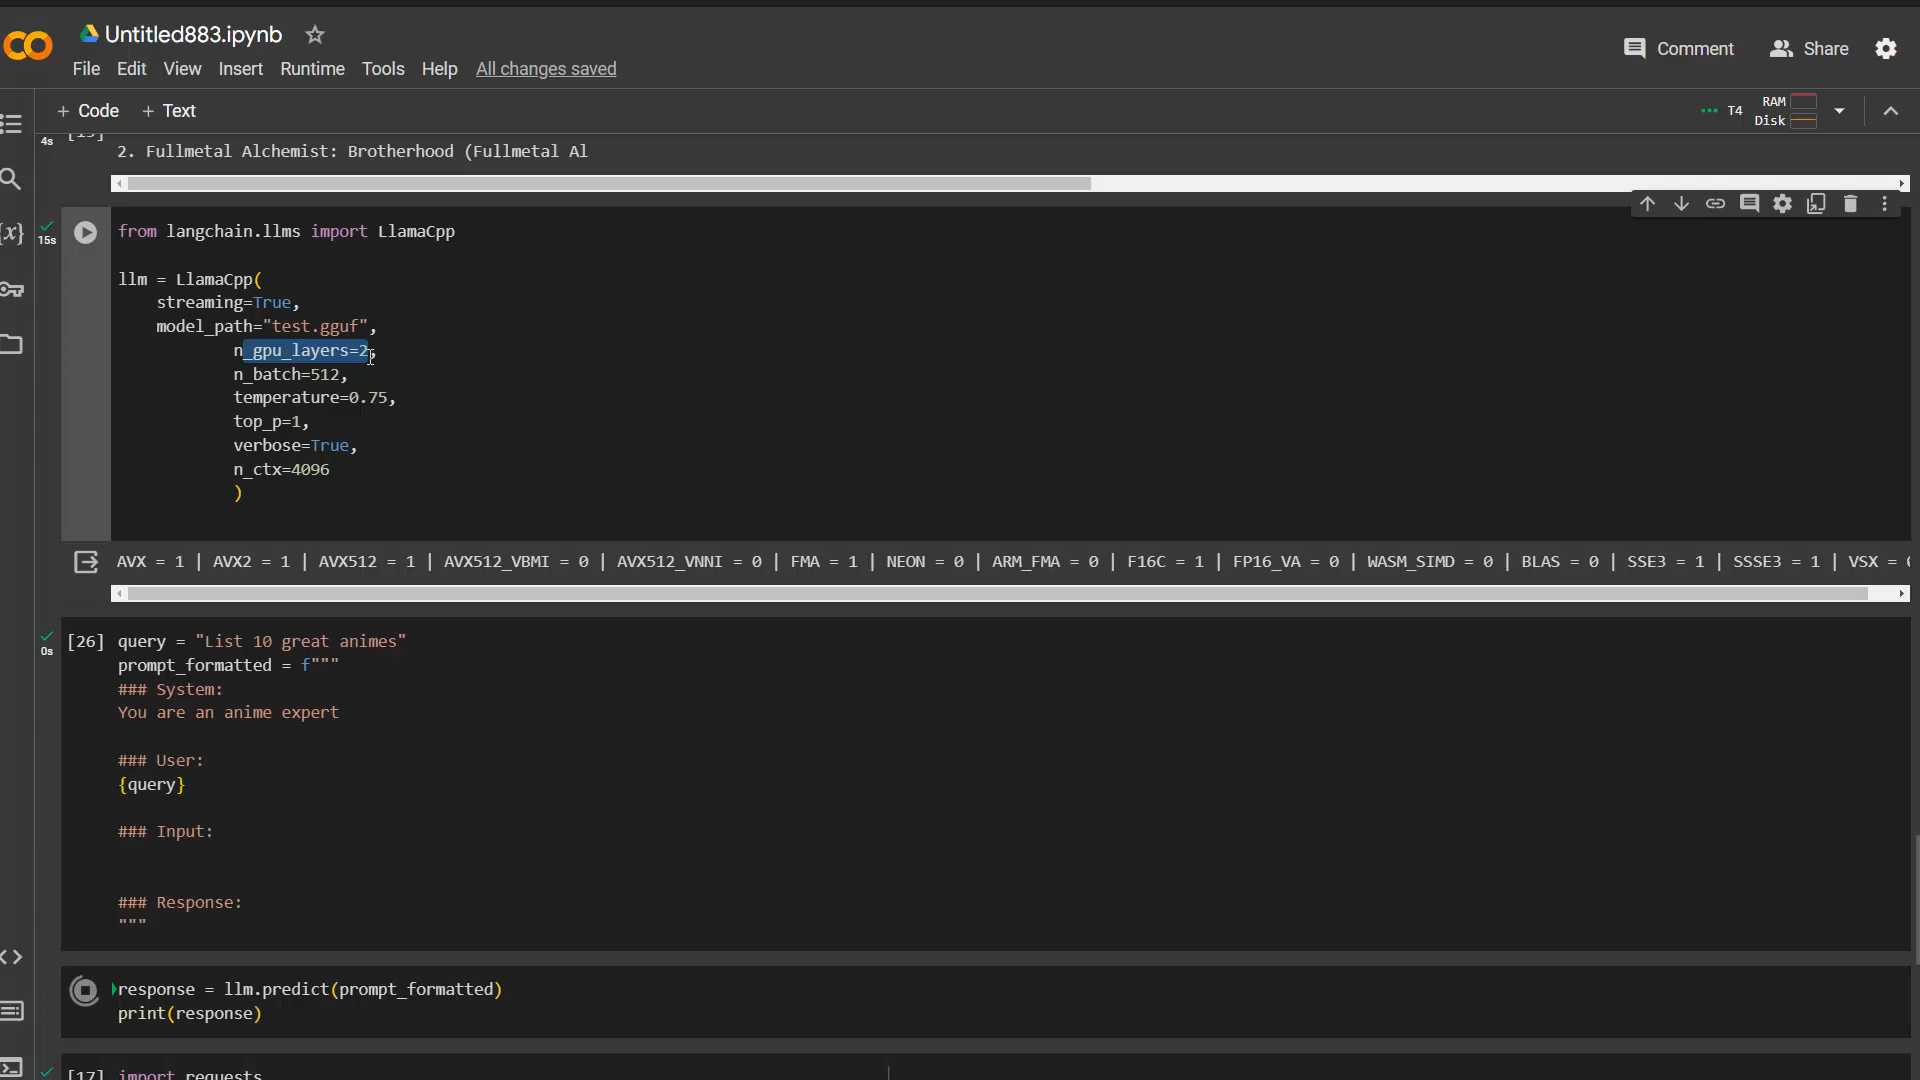 Untitled883.ipynb
Comment
Share
File Edit View Insert Runtime Tools Help All changes saved
+ Code + Text
T4 RAM
Disk
4s
2. Fullmetal Alchemist: Brotherhood (Fullmetal Al
15s
from langchain.llms import LlamaCpp
llm = LlamaCpp(
streaming=True,
model_path="test.gguf",
n_gpu_layers=2,
n_batch=512,
temperature=0.75,
top_p=1,
verbose=True,
n_ctx=4096
)
AVX = 1 | AVX2 = 1 | AVX512 = 1 | AVX512_VBMI = 0 | AVX512_VNNI = 0 | FMA = 1 | NEON = 0 | ARM_FMA = 0 | F16C = 1 | FP16_VA = 0 | WASM_SIMD = 0 | BLAS = 0 | SSE3 = 1 | SSSE3 = 1 | VSX =
0s
[26] query = "List 10 great animes"
prompt_formatted = f"""
### System:
You are an anime expert
### User:
{query}
### Input:
### Response:
"""
response = llm.predict(prompt_formatted)
print(response)
[17] import requests